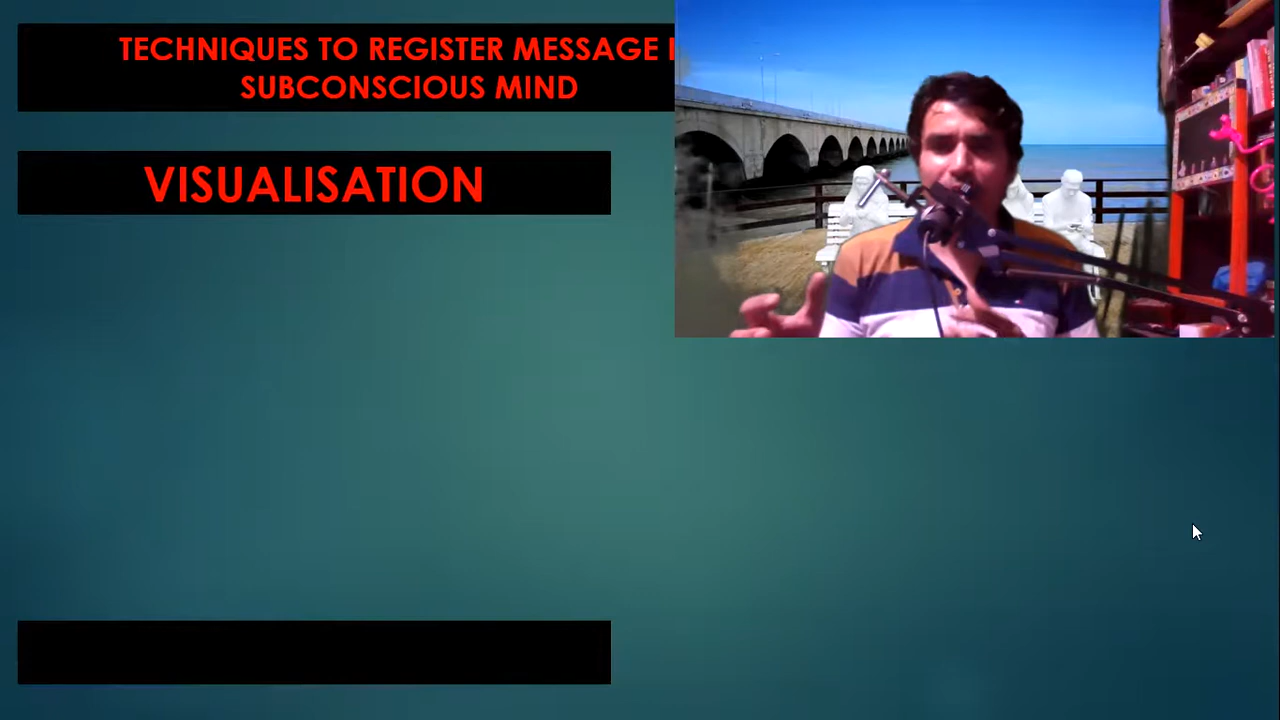 TECHNIQUES TO REGISTER MESSAGE
SUBCONSCIOUS MIND
VISUALISATION